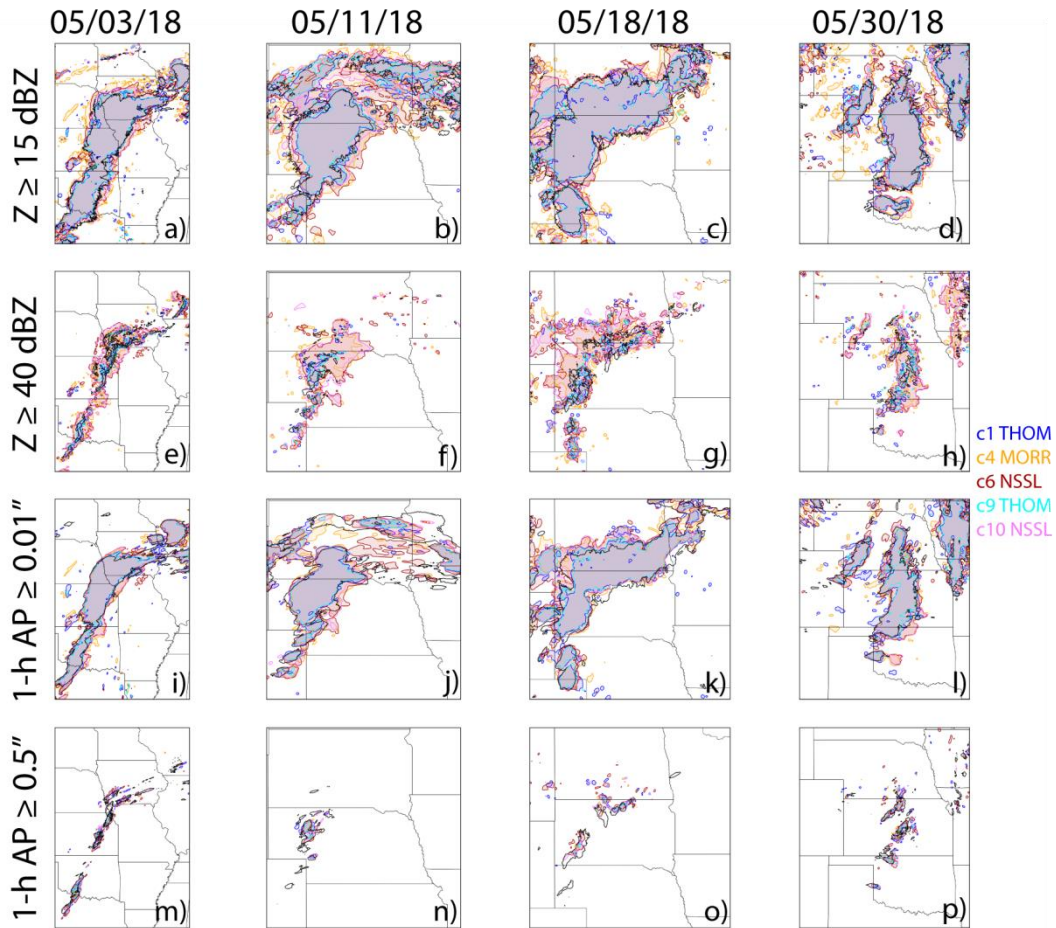 05/03/18 05/11/18 05/18/18 05/30/18
Z ≥ 15 dBZ
a) b) c) d)
Z ≥ 40 dBZ
e) f) g) h)
c1 THOM
c4 MORR
c6 NSSL
c9 THOM
c10 NSSL
1-h AP ≥ 0.01”
i) j) k) l)
1-h AP ≥ 0.5”
m) n) o) p)